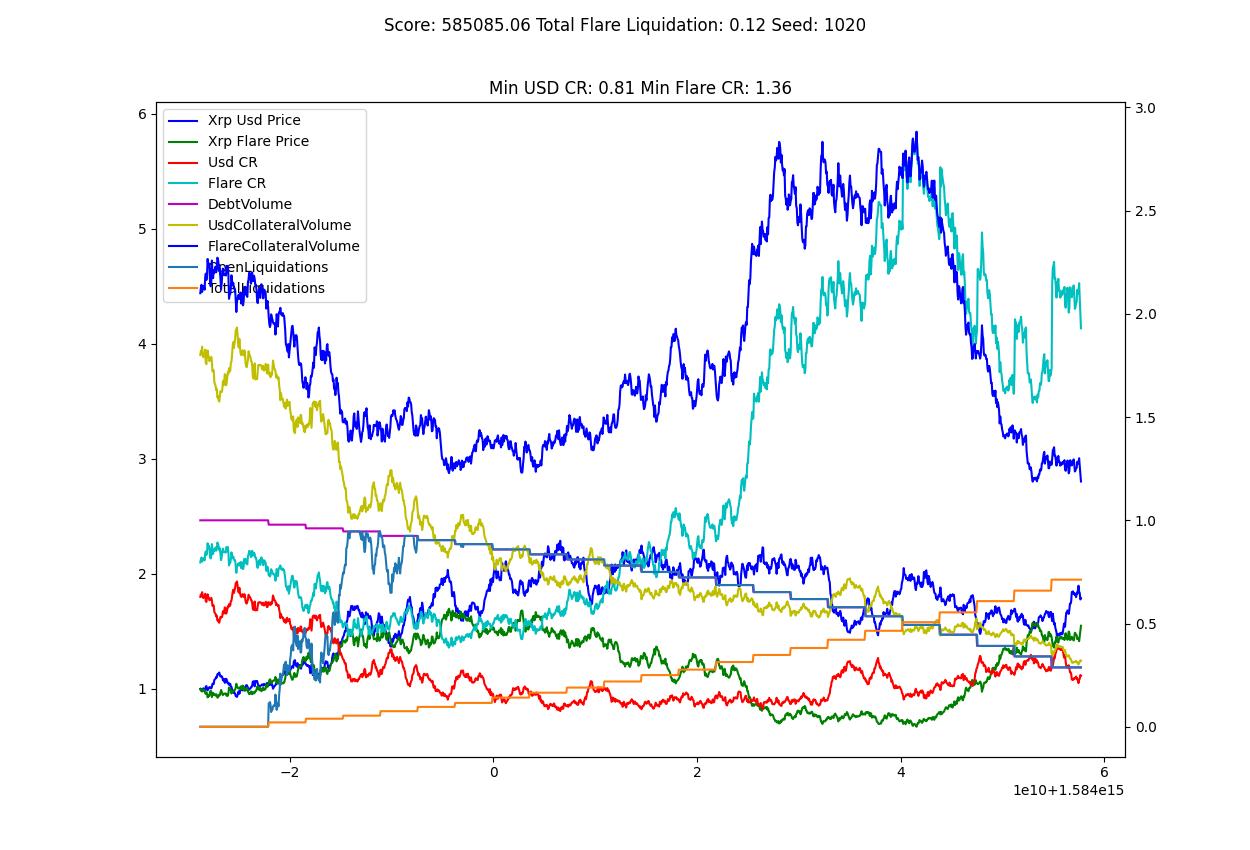 Score: 585085.06 Total Flare Liquidation: 0.12 Seed: 1020
Min USD CR: 0.81 Min Flare CR: 1.36
Xrp Usd Price
Xrp Flare Price
Usd CR
Flare CR
DebtVolume
UsdCollateralVolume
FlareCollateralVolume
OpenLiquidations
TotalLiquidations
6
5
4
3
2
1
3.0
2.5
2.0
1.5
1.0
0.5
0.0
−2
0
2
4
6
1e10+1.584e15